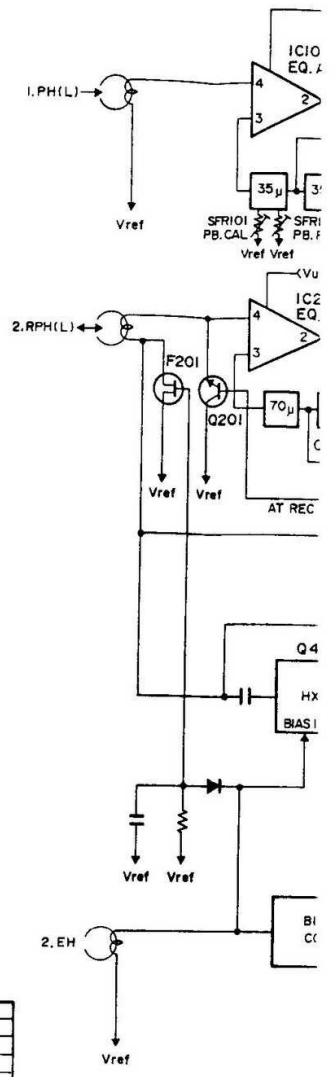 IC10
EQ. A
1.PH(L)
4
2
3
35μ
3
SFR101
PB. CAL
SFR1
PB. F
Vref
Vref
Vref
Vu
IC2
EQ.
2.RPH(L)
4
2
3
F201
Q201
70μ
Vref
Vref
AT REC
Q4
HX
BIAS I
Vref
Vref
2.EH
BI
CO
Vref